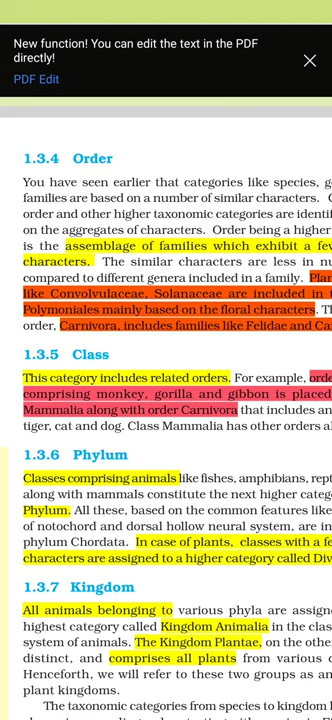 New function! You can edit the text in the PDF
directly!
PDF Edit
1.3.4 Order
You have seen earlier that categories like species, g
families are based on a number of similar characters.
order and other higher taxonomic categories are identif
on the aggregates of characters. Order being a higher
is the assemblage of families which exhibit a few
characters. The similar characters are less in nu
compared to different genera included in a family. Plan
like Convolvulaceae, Solanaceae are included in t
Polymoniales mainly based on the floral characters. Th
order, Carnivora, includes families like Felidae and Can
1.3.5 Class
This category includes related orders. For example, orde
comprising monkey, gorilla and gibbon is placed
Mammalia along with order Carnivora that includes an
tiger, cat and dog. Class Mammalia has other orders al
1.3.6 Phylum
Classes comprising animals like fishes, amphibians, rept
along with mammals constitute the next higher categ
Phylum. All these, based on the common features like
of notochord and dorsal hollow neural system, are in
phylum Chordata. In case of plants, classes with a fe
characters are assigned to a higher category called Div
1.3.7 Kingdom
All animals belonging to various phyla are assign
highest category called Kingdom Animalia in the class
system of animals. The Kingdom Plantae, on the othe
distinct, and comprises all plants from various d
Henceforth, we will refer to these two groups as an
plant kingdoms.
The taxonomic categories from species to kingdom